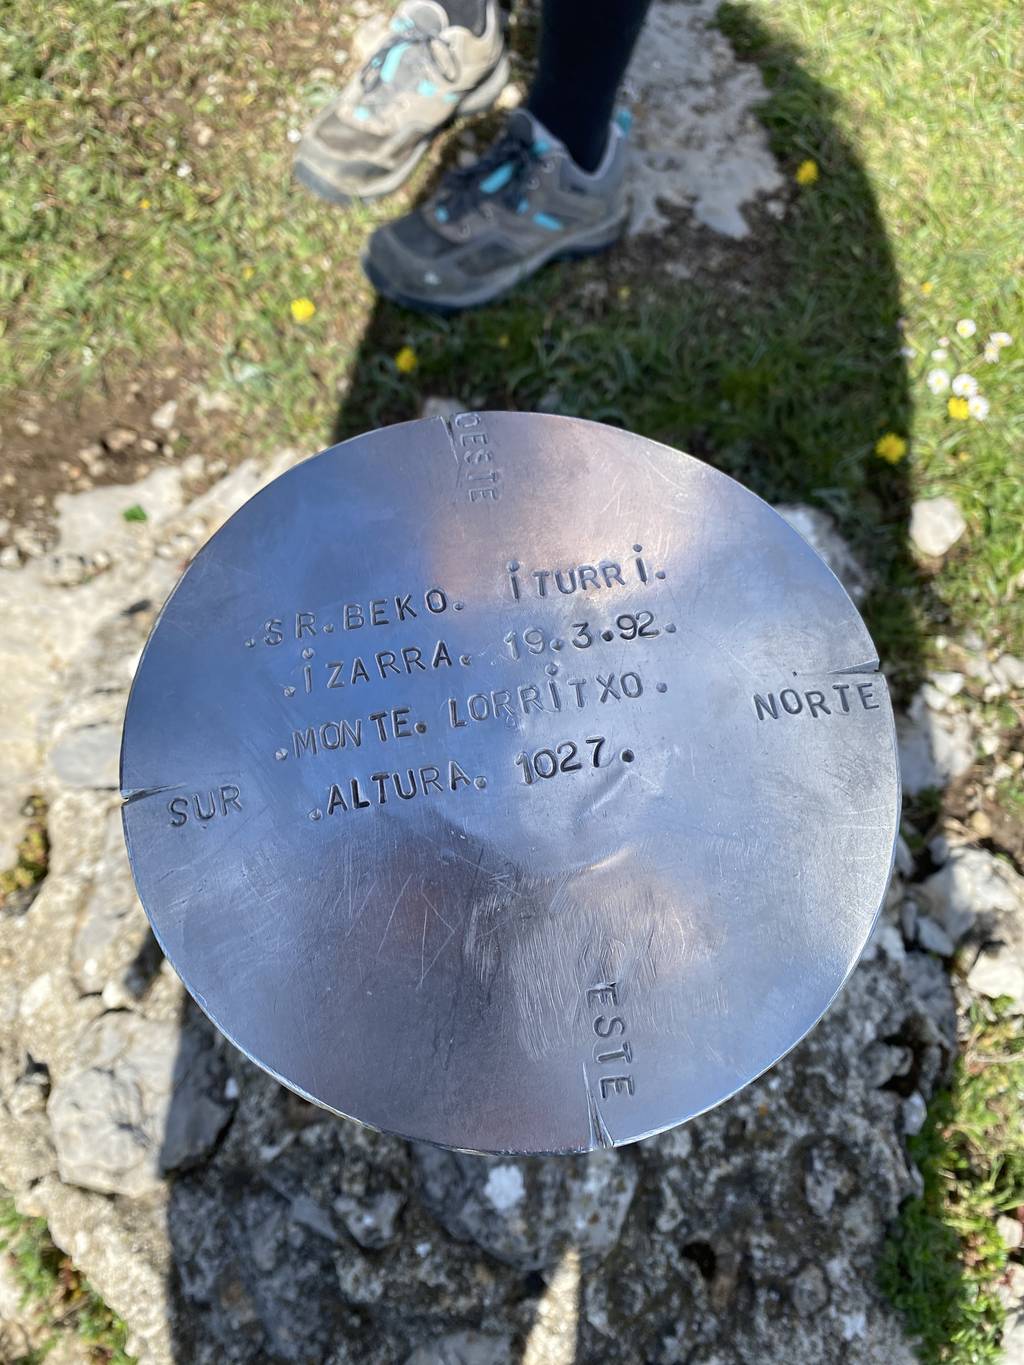 OESTE
.SR.BEKO. iTURRi.
.iZARRA. 19.3.92.
.MONTE. LORRiTXO.
.ALTURA. 1027.
NORTE
SUR
ESTE